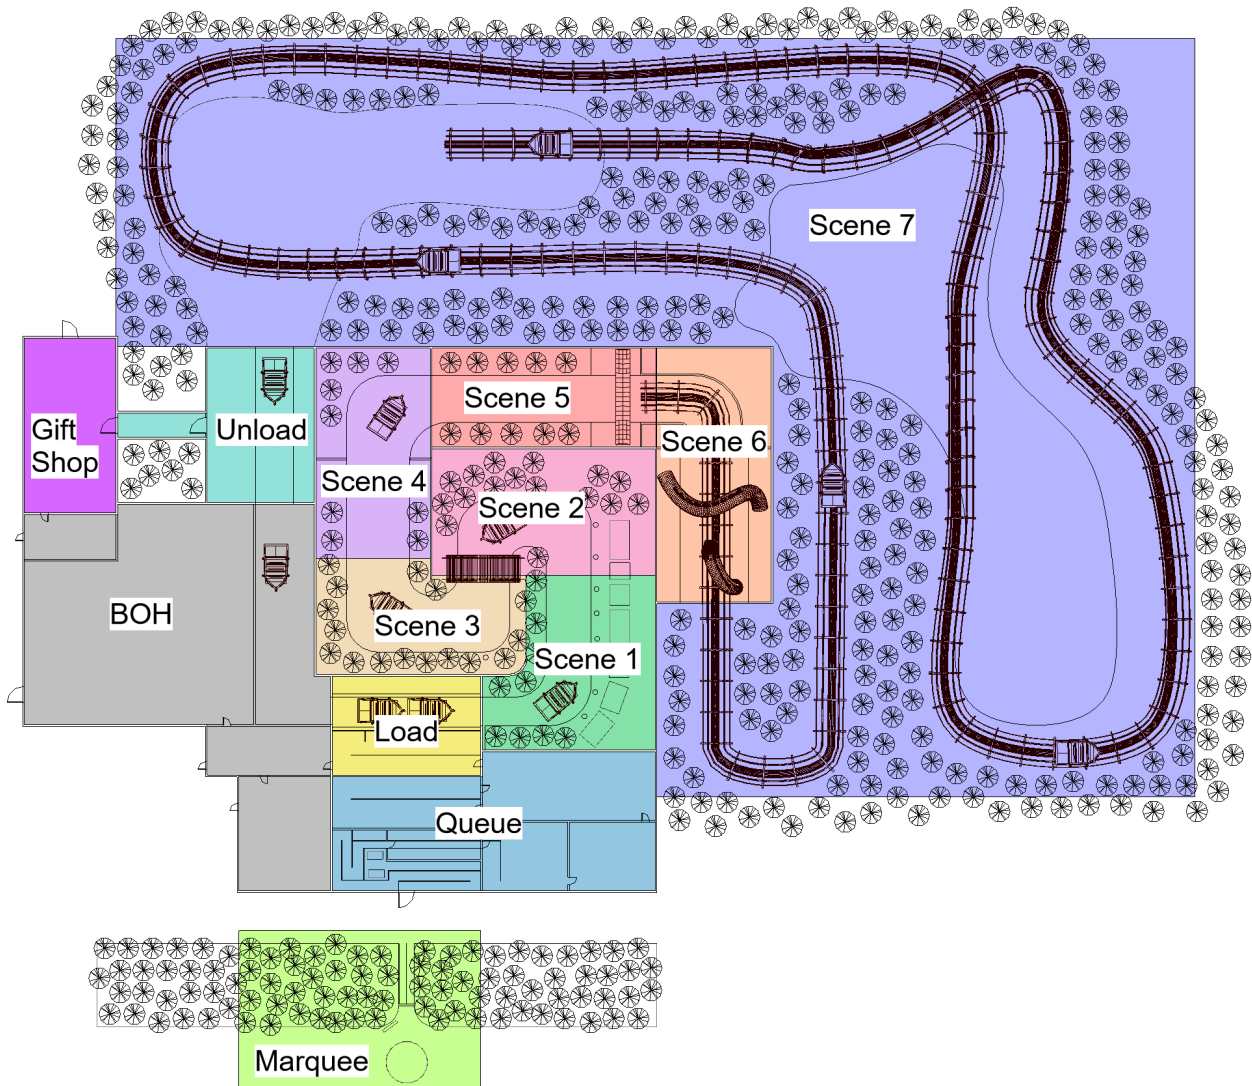 Scene 7
Gift
Shop
Unload
Scene 5
Scene 6
Scene 4
Scene 2
BOH
Scene 3
Scene 1
Load
Queue
Marquee